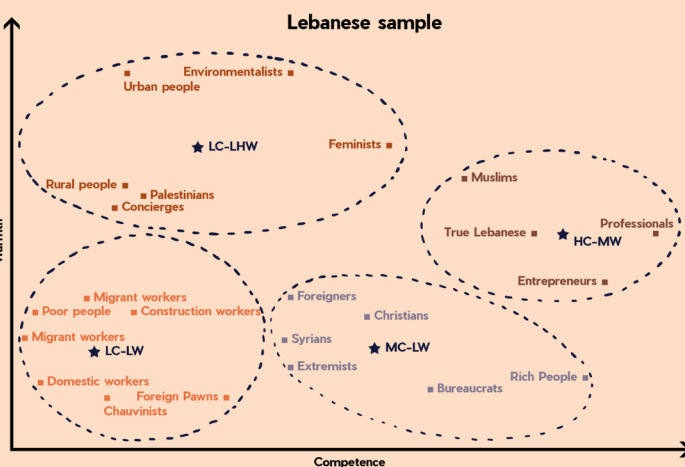 Lebanese sample
Environmentalists
Urban people
LC-LHW
Feminists
Rural people
Palestinians
Concierges
Muslims
True Lebanese
Professionals
HC-MW
Entrepreneurs
Migrant workers
Poor people
Construction workers
Migrant workers
LC-LW
Domestic workers
Foreign Pawns
Chauvinists
Foreigners
Christians
Syrians
MC-LW
Extremists
Rich People
Bureaucrats
Competence